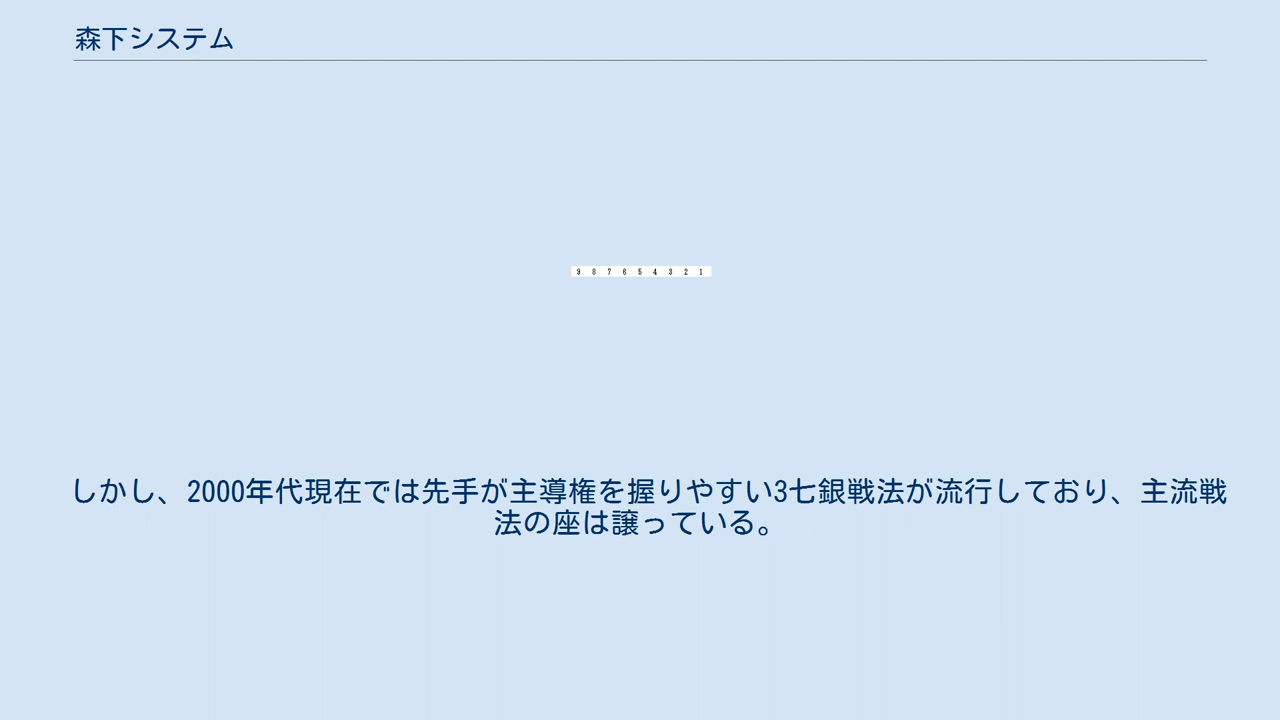 森下システム
9 8 7 6 5 4 3 2 1
しかし、2000年代現在では先手が主導権を握りやすい3七銀戦法が流行しており、主流戦
法の座は譲っている。